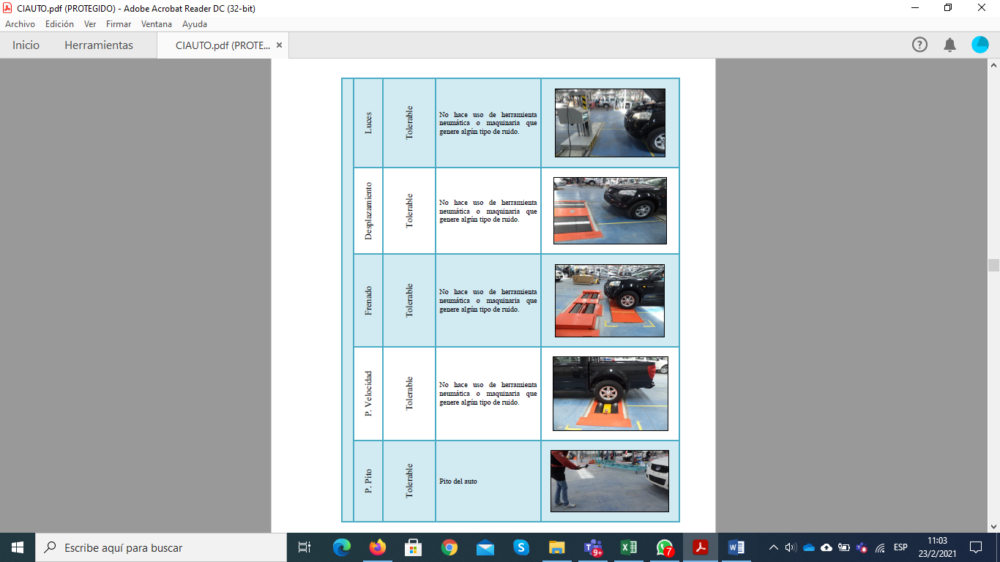 CIAUTO.pdf (PROTEGIDO) - Adobe Acrobat Reader DC (32-bit)
Archivo Edición Ver Firmar Ventana Ayuda
Inicio Herramientas CIAUTO.pdf (PROTE...
Luces
Tolerable
No hace uso de herramienta
neumática o maquinaria que
genere algún tipo de ruido.
Desplazamiento
Tolerable
No hace uso de herramienta
neumática o maquinaria que
genere algún tipo de ruido.
Frenado
Tolerable
No hace uso de herramienta
neumática o maquinaria que
genere algún tipo de ruido.
P. Velocidad
Tolerable
No hace uso de herramienta
neumática o maquinaria que
genere algún tipo de ruido.
P. Pito
Tolerable
Pito del auto
Escribe aquí para buscar
9+
7
ESP
11:03
23/2/2021